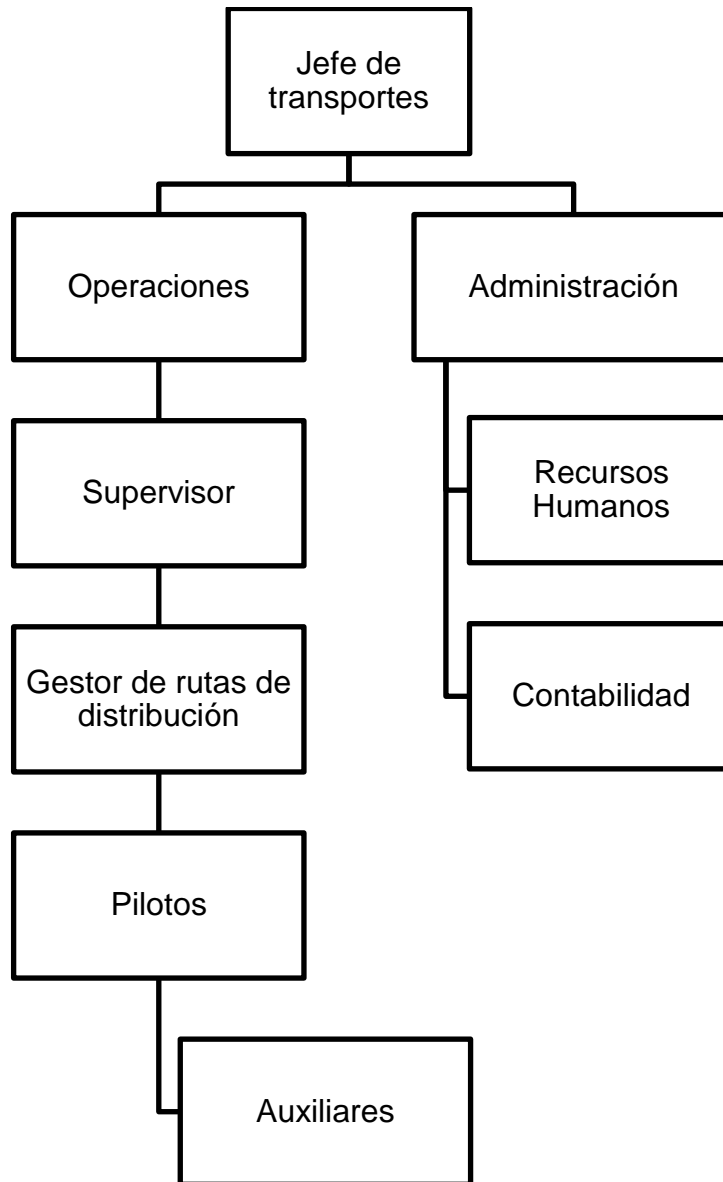 Jefe de
transportes
Operaciones
Administración
Supervisor
Recursos
Humanos
Gestor de rutas de
distribución
Contabilidad
Pilotos
Auxiliares